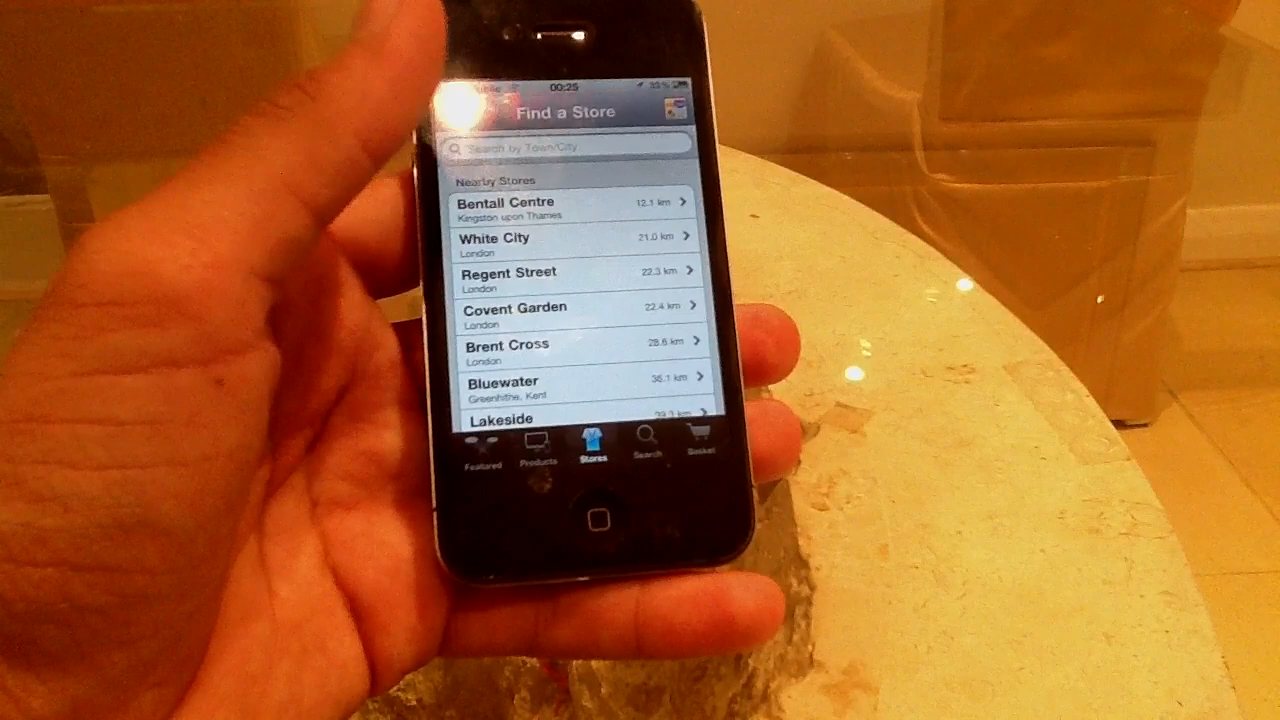 00:25
Find a Store
Search by Town/City
Nearby Stores
Bentall Centre 12.1 km
Kingston upon Thames
White City 21.0 km
London
Regent Street 22.3 km
London
Covent Garden 22.4 km
London
Brent Cross 28.6 km
London
Bluewater 36.1 km
Greenhithe, Kent
Lakeside km
Featured Products Stores Search Basket